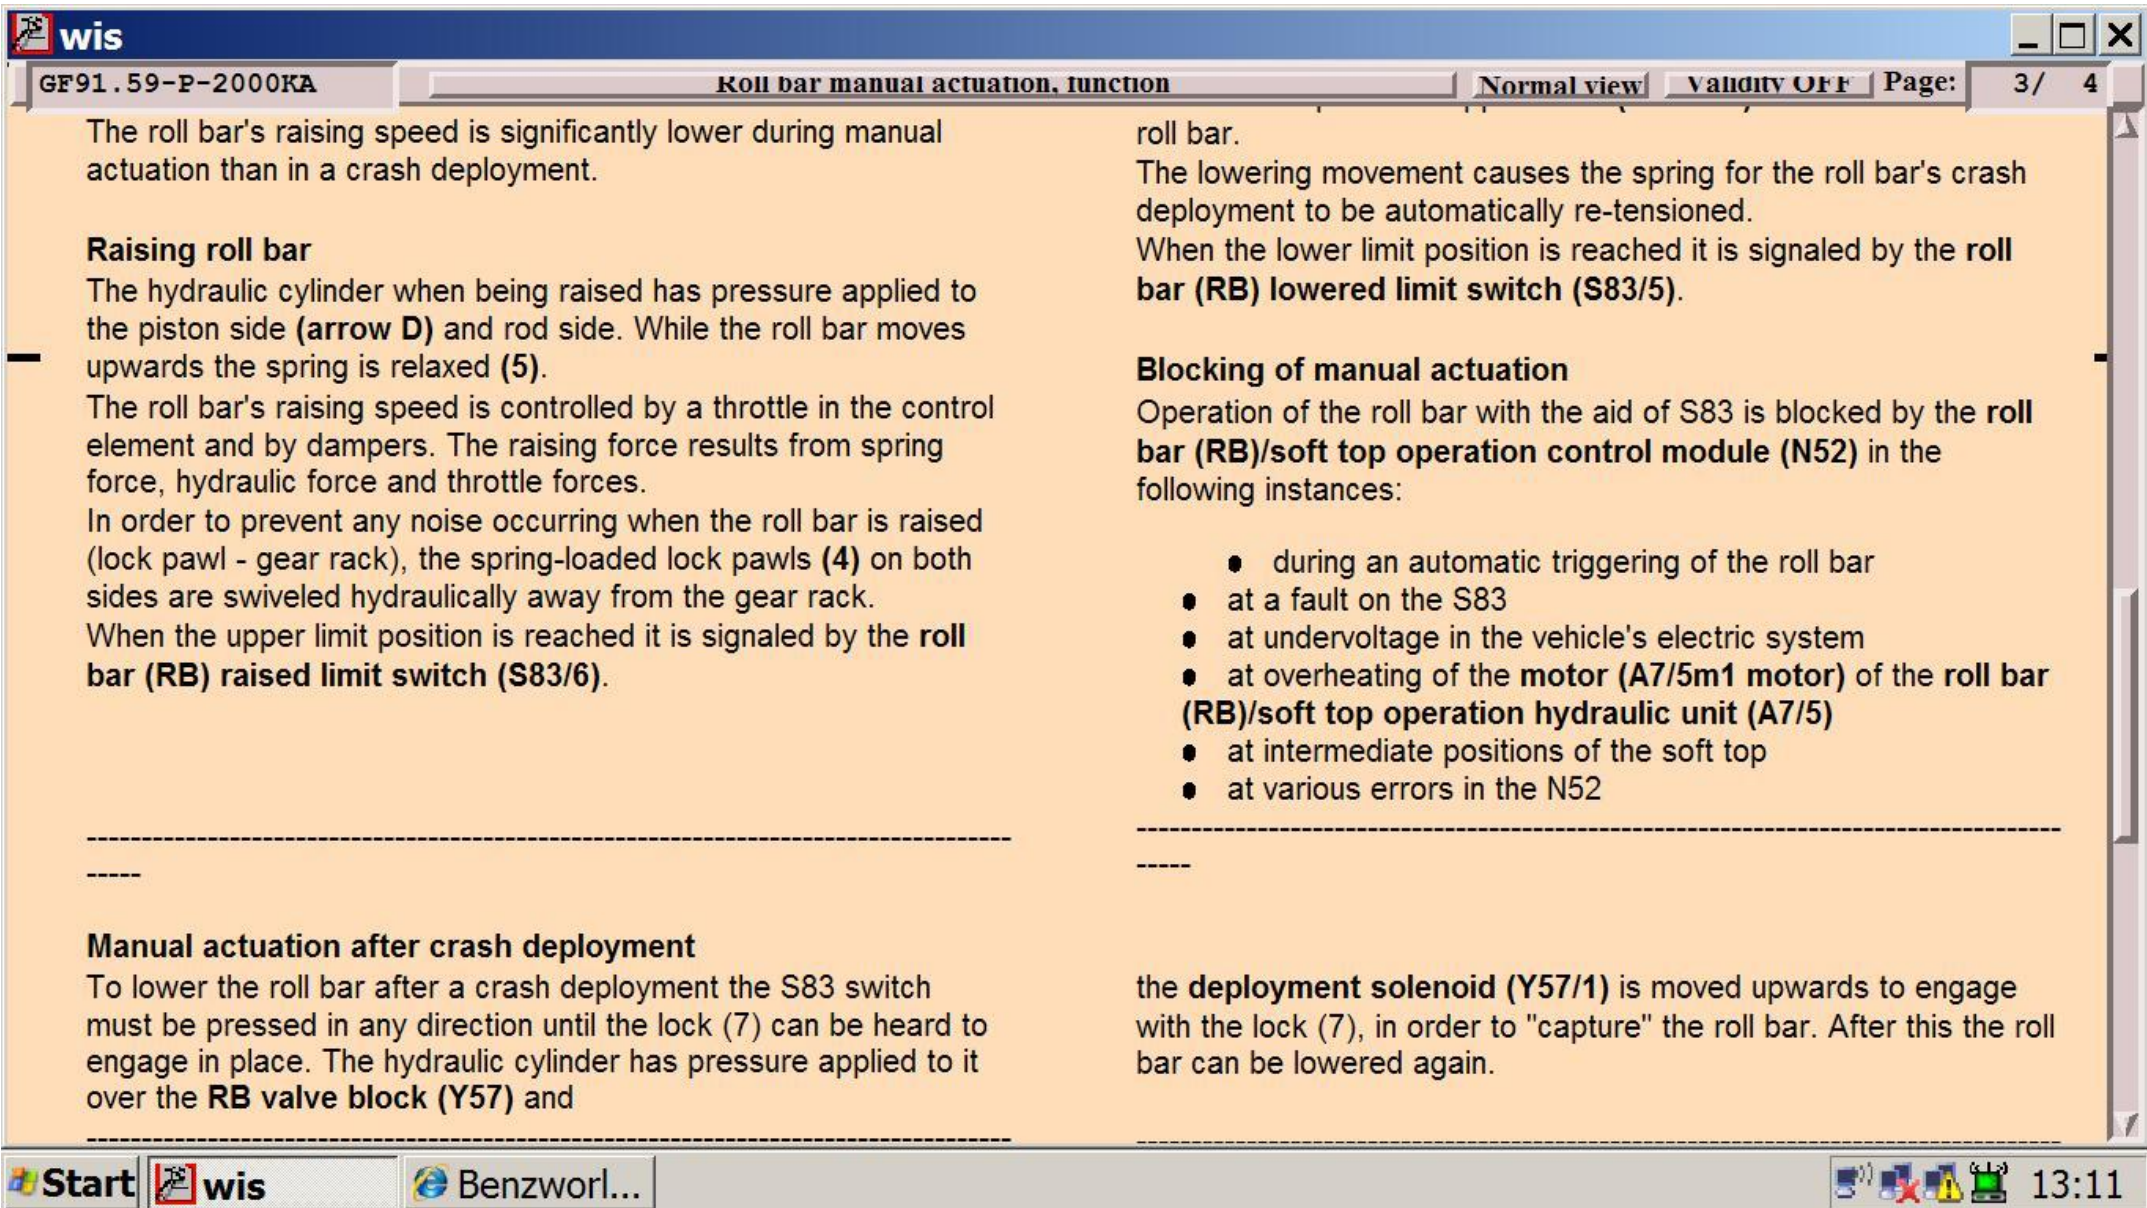 wis
GF91.59-P-2000KA
Roll bar manual actuation, function
Normal view
Validity OFF
Page:
3/ 4
The roll bar's raising speed is significantly lower during manual
actuation than in a crash deployment.
Raising roll bar
The hydraulic cylinder when being raised has pressure applied to
the piston side (arrow D) and rod side. While the roll bar moves
upwards the spring is relaxed (5).
The roll bar's raising speed is controlled by a throttle in the control
element and by dampers. The raising force results from spring
force, hydraulic force and throttle forces.
In order to prevent any noise occurring when the roll bar is raised
(lock pawl - gear rack), the spring-loaded lock pawls (4) on both
sides are swiveled hydraulically away from the gear rack.
When the upper limit position is reached it is signaled by the roll
bar (RB) raised limit switch (S83/6).
roll bar.
The lowering movement causes the spring for the roll bar's crash
deployment to be automatically re-tensioned.
When the lower limit position is reached it is signaled by the roll
bar (RB) lowered limit switch (S83/5).
Blocking of manual actuation
Operation of the roll bar with the aid of S83 is blocked by the roll
bar (RB)/soft top operation control module (N52) in the
following instances:
● during an automatic triggering of the roll bar
● at a fault on the S83
● at undervoltage in the vehicle's electric system
● at overheating of the motor (A7/5m1 motor) of the roll bar
(RB)/soft top operation hydraulic unit (A7/5)
● at intermediate positions of the soft top
● at various errors in the N52
Manual actuation after crash deployment
To lower the roll bar after a crash deployment the S83 switch
must be pressed in any direction until the lock (7) can be heard to
engage in place. The hydraulic cylinder has pressure applied to it
over the RB valve block (Y57) and
the deployment solenoid (Y57/1) is moved upwards to engage
with the lock (7), in order to "capture" the roll bar. After this the roll
bar can be lowered again.
Start
wis
Benzworl...
13:11